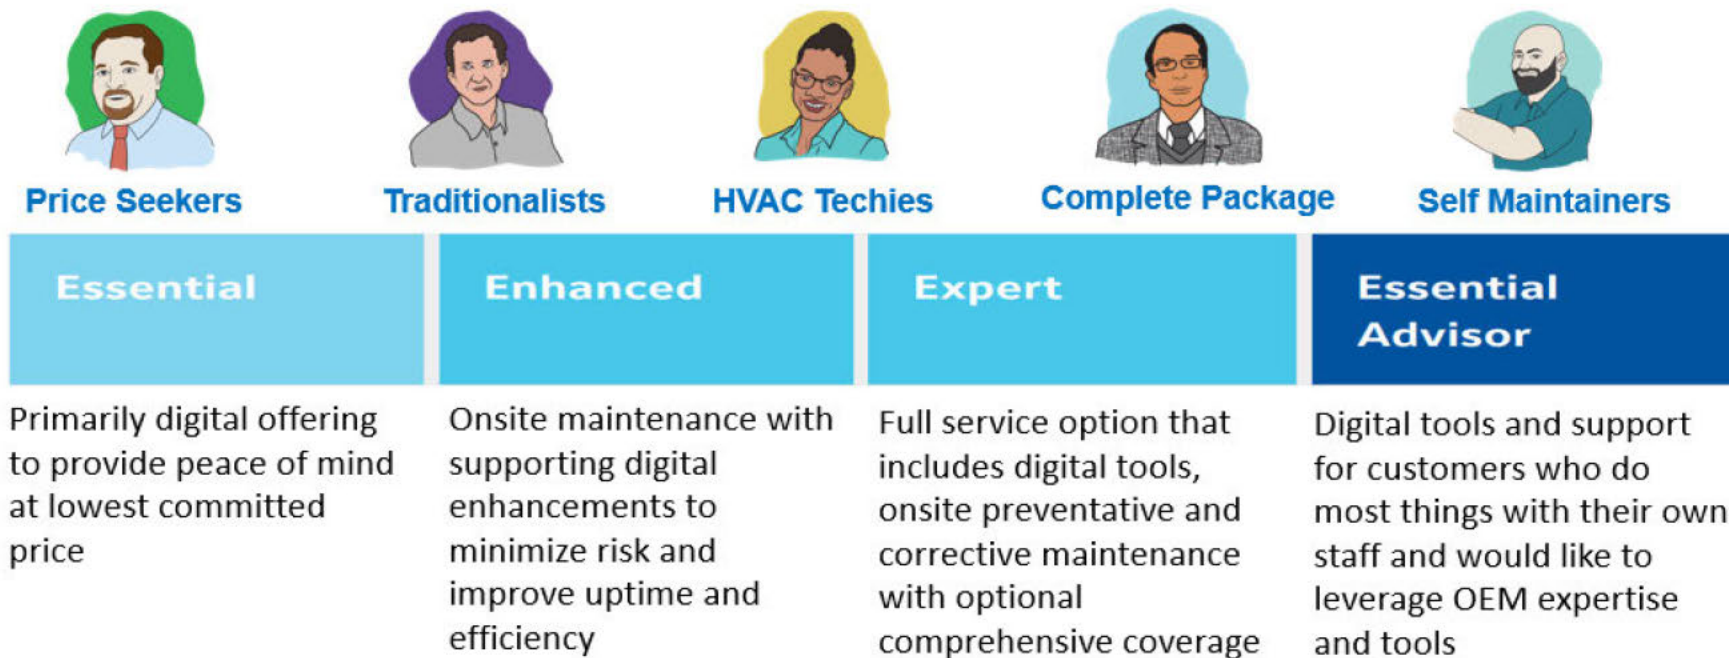 Price Seekers
Traditionalists
HVAC Techies
Complete Package
Self Maintainers
Essential
Enhanced
Expert
Essential
Advisor
Primarily digital offering
to provide peace of mind
at lowest committed
price
Onsite maintenance with
supporting digital
enhancements to
minimize risk and
improve uptime and
efficiency
Full service option that
includes digital tools,
onsite preventative and
corrective maintenance
with optional
comprehensive coverage
Digital tools and support
for customers who do
most things with their own
staff and would like to
leverage OEM expertise
and tools